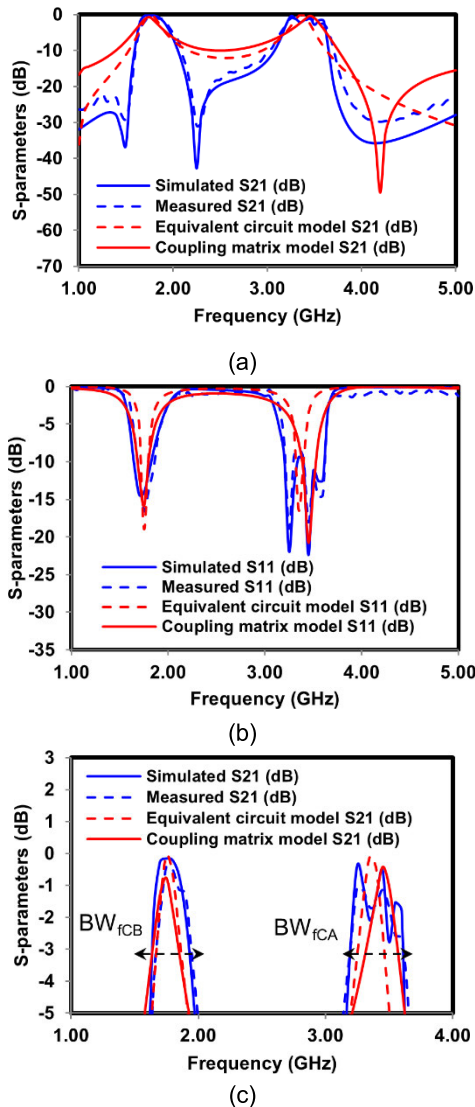 0
-10
-20
-30
-40
-50
-60
-70
S-parameters (dB)
Simulated S21 (dB)
Measured S21 (dB)
Equivalent circuit model S21 (dB)
Coupling matrix model S21 (dB)
1.00 2.00 3.00 4.00 5.00
Frequency (GHz)
(a)
0
-5
-10
-15
-20
-25
-30
-35
S-parameters (dB)
Simulated S11 (dB)
Measured S11 (dB)
Equivalent circuit model S11 (dB)
Coupling matrix model S11 (dB)
1.00 2.00 3.00 4.00 5.00
Frequency (GHz)
(b)
3
2
1
0
-1
-2
-3
-4
-5
S-parameters (dB)
Simulated S21 (dB)
Measured S21 (dB)
Equivalent circuit model S21 (dB)
Coupling matrix model S21 (dB)
BWfCB
BWfCA
1.00 2.00 3.00 4.00
Frequency (GHz)
(c)